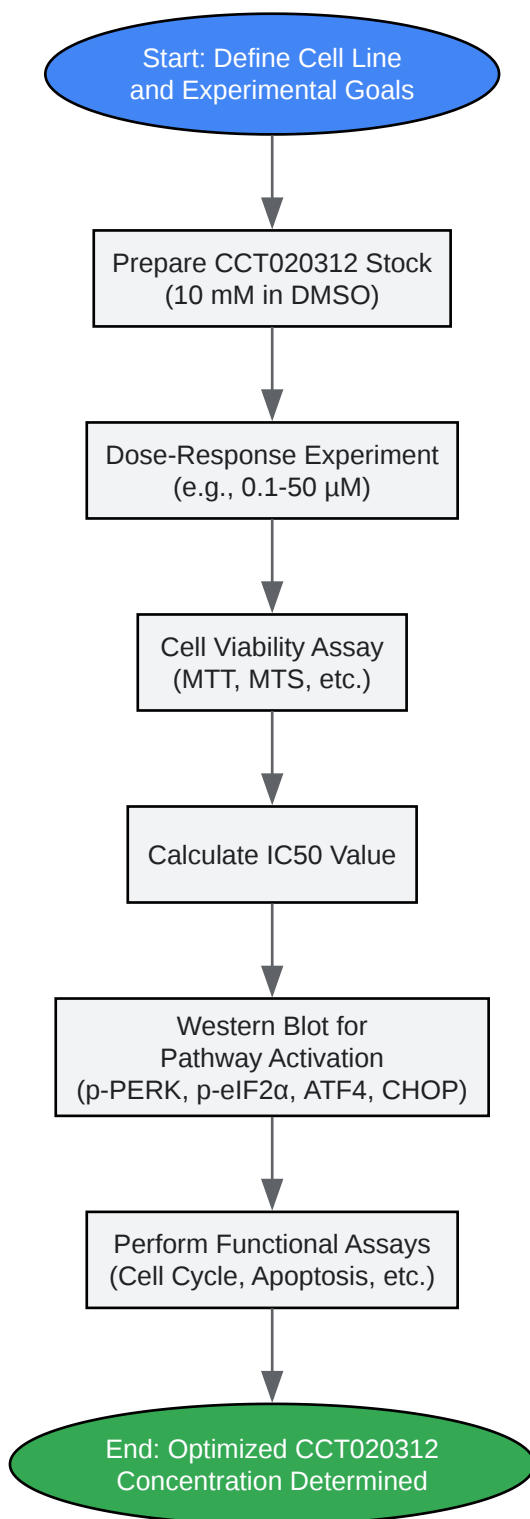 Start: Define Cell Line
and Experimental Goals
Prepare CCT020312 Stock
(10 mM in DMSO)
Dose-Response Experiment
(e.g., 0.1-50 µM)
Cell Viability Assay
(MTT, MTS, etc.)
Calculate IC50 Value
Western Blot for
Pathway Activation
(p-PERK, p-eIF2α, ATF4, CHOP)
Perform Functional Assays
(Cell Cycle, Apoptosis, etc.)
End: Optimized CCT020312
Concentration Determined